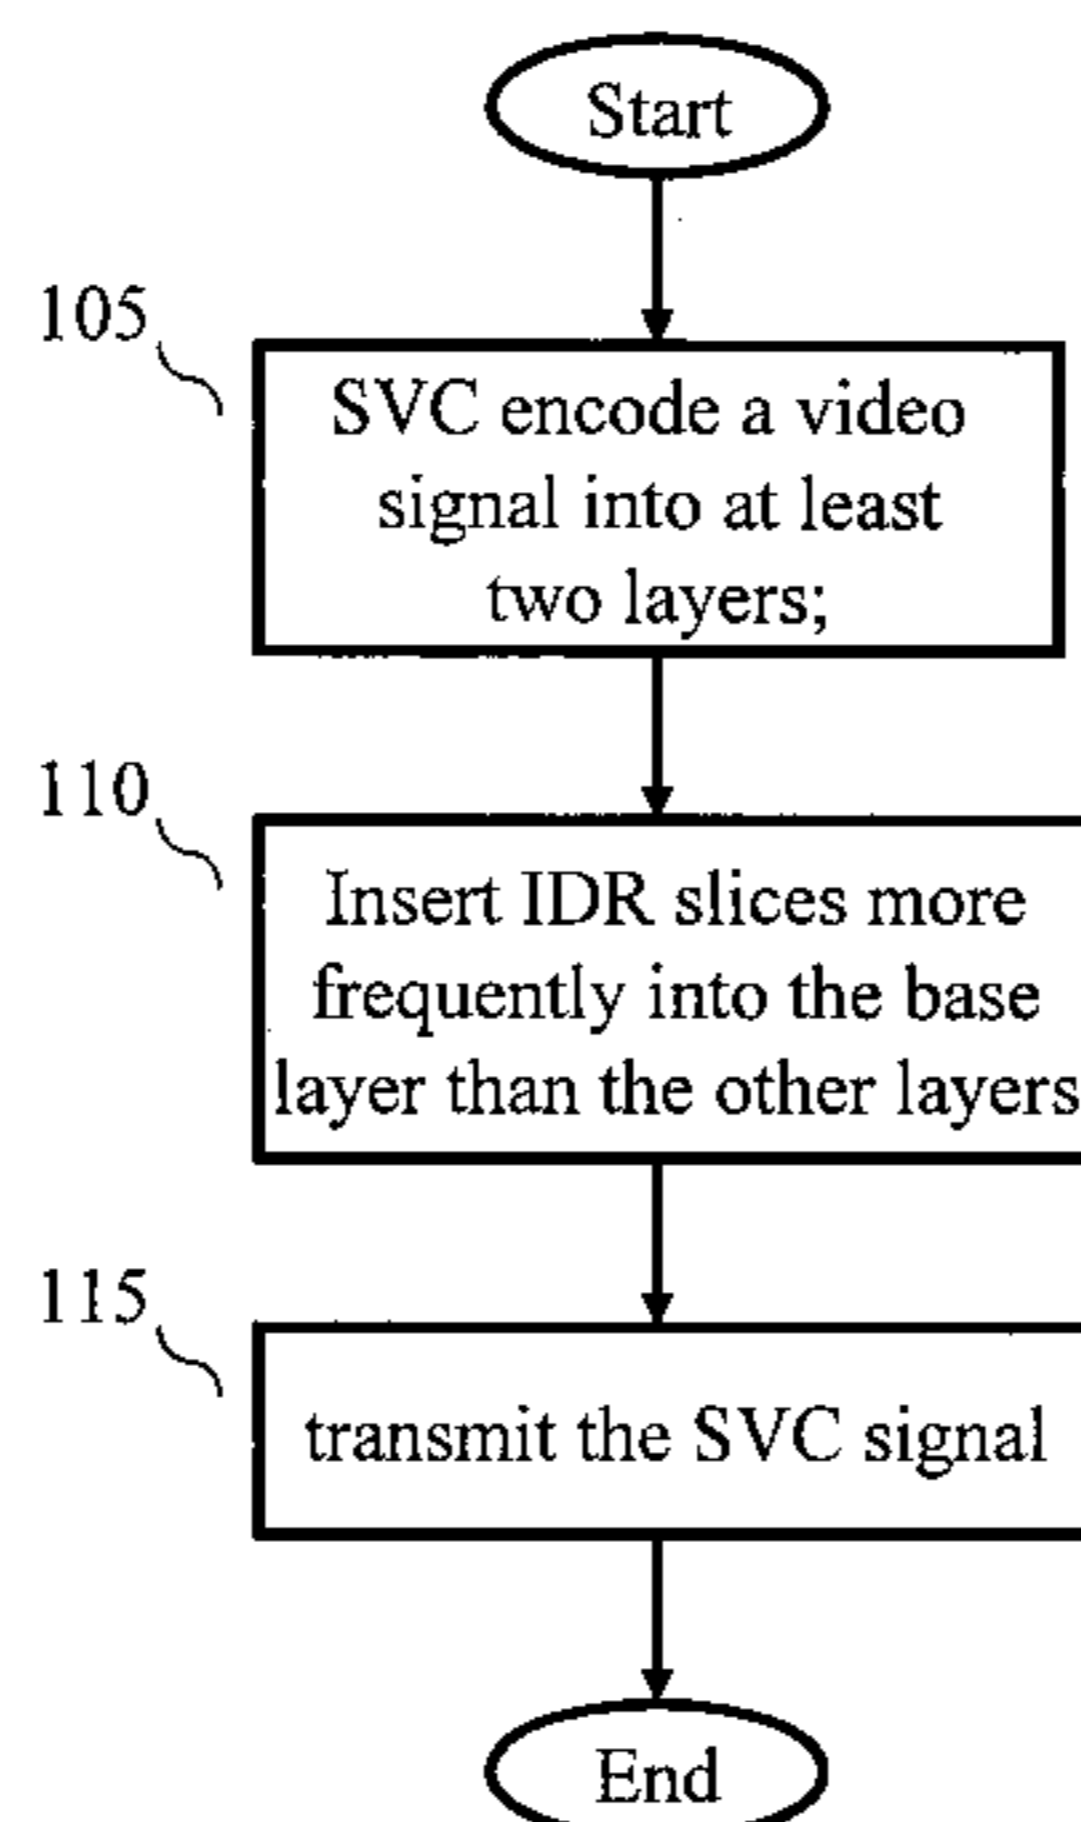 Start
105
SVC encode a video
signal into at least
two layers;
110
Insert IDR slices more
frequently into the base
layer than the other layers
115
transmit the SVC signal
End